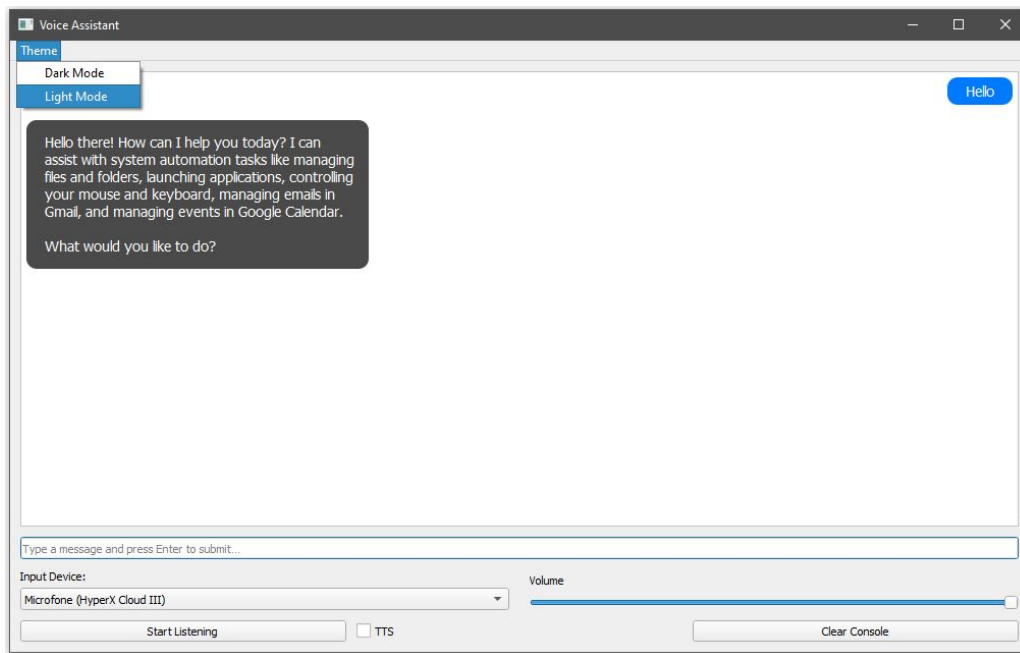 Voice Assistant
Theme
Dark Mode
Light Mode
Hello
Hello there! How can I help you today? I can
assist with system automation tasks like managing
files and folders, launching applications, controlling
your mouse and keyboard, managing emails in
Gmail, and managing events in Google Calendar.
What would you like to do?
Type a message and press Enter to submit...
Input Device:
Volume
Microfone (HyperX Cloud III)
Start Listening
TTS
Clear Console